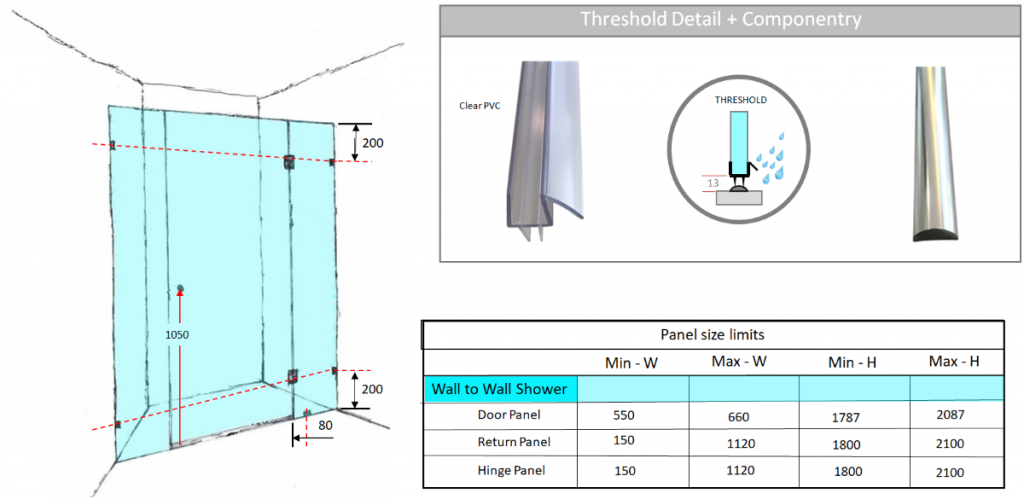 Threshold Detail + Componentry
Clear PVC
THRESHOLD
13
200
1050
200
80
Panel size limits
Min - W Max - W Min - H Max - H
Wall to Wall Shower
Door Panel 550 660 1787 2087
Return Panel 150 1120 1800 2100
Hinge Panel 150 1120 1800 2100